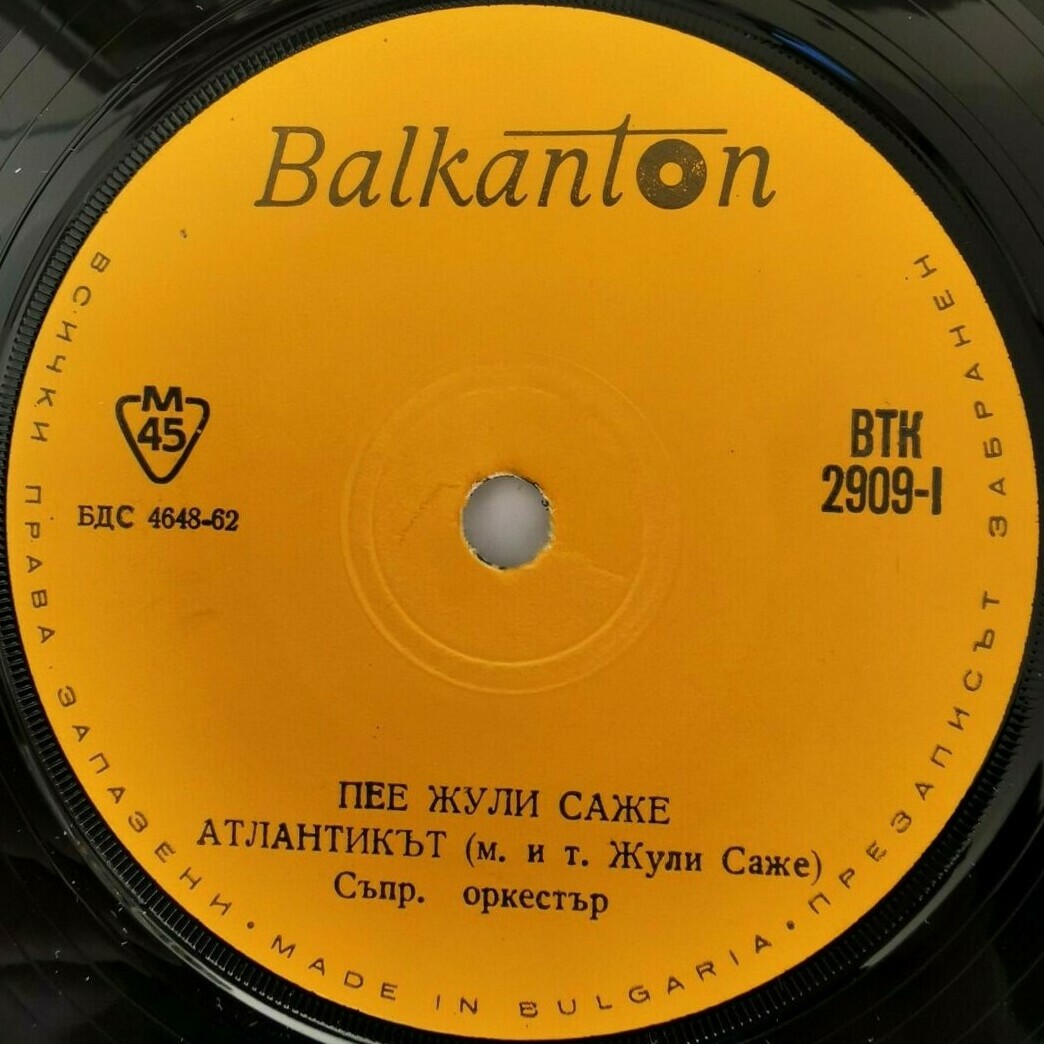 Balkanton
М
45
БДС 4648-62
ВТК
2909-I
ПЕЕ ЖУЛИ САЖЕ
АТЛАНТИКЪТ (м. и т. Жули Саже)
Съпр. оркестър
ВСИЧКИ ПРАВА ЗАПАЗЕНИ • MADE IN BULGARIA • ПРЕЗАПИСЪТ ЗАБРАНЕН